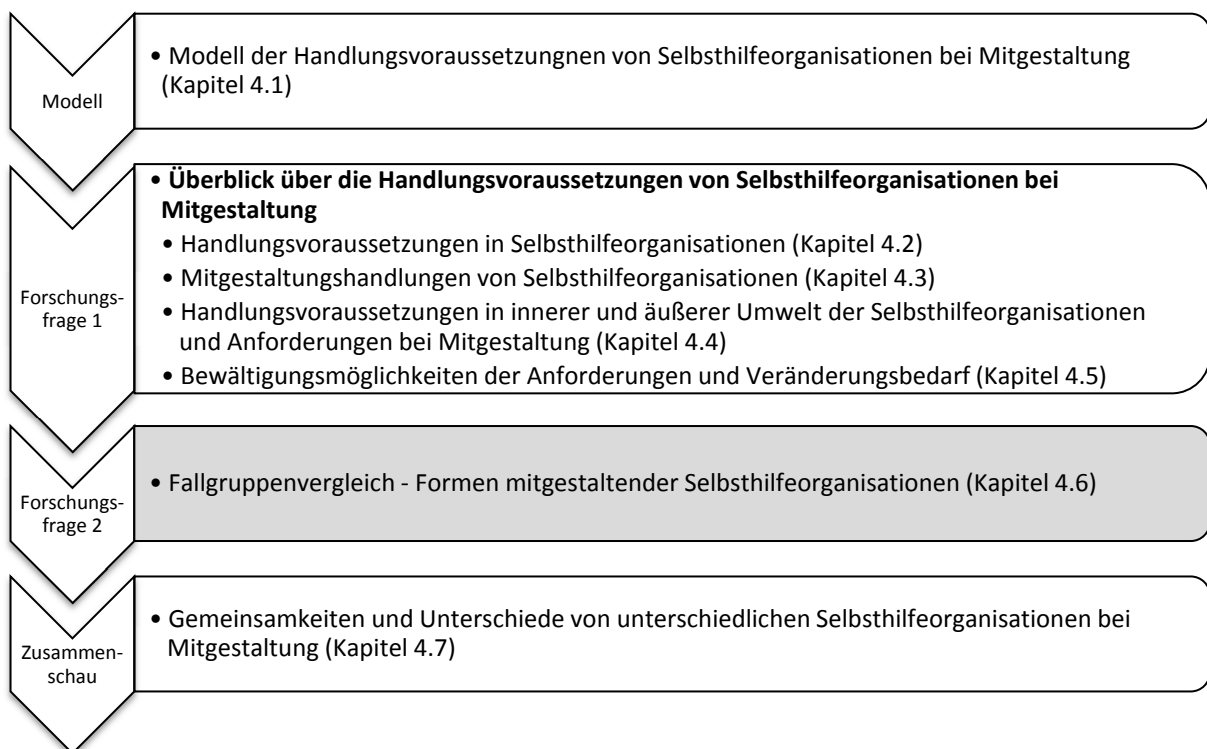 Modell
• Modell der Handlungsvoraussetzungnen von Selbsthilfeorganisationen bei Mitgestaltung
(Kapitel 4.1)
Forschungs-
frage 1
• Überblick über die Handlungsvoraussetzungen von Selbsthilfeorganisationen bei
Mitgestaltung
• Handlungsvoraussetzungen in Selbsthilfeorganisationen (Kapitel 4.2)
• Mitgestaltungshandlungen von Selbsthilfeorganisationen (Kapitel 4.3)
• Handlungsvoraussetzungen in innerer und äußerer Umwelt der Selbsthilfeorganisationen
und Anforderungen bei Mitgestaltung (Kapitel 4.4)
• Bewältigungsmöglichkeiten der Anforderungen und Veränderungsbedarf (Kapitel 4.5)
Forschungs-
frage 2
• Fallgruppenvergleich - Formen mitgestaltender Selbsthilfeorganisationen (Kapitel 4.6)
Zusammen-
schau
• Gemeinsamkeiten und Unterschiede von unterschiedlichen Selbsthilfeorganisationen bei
Mitgestaltung (Kapitel 4.7)